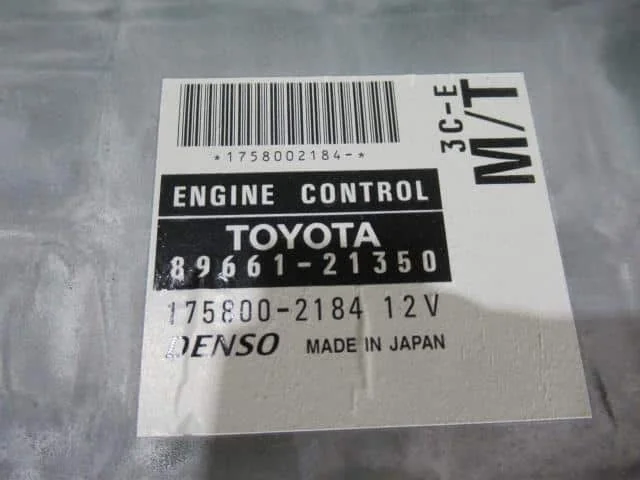 *1758002184-*
3C-E
M/T
ENGINE CONTROL
TOYOTA
89661-21350
175800-2184 12V
DENSO MADE IN JAPAN